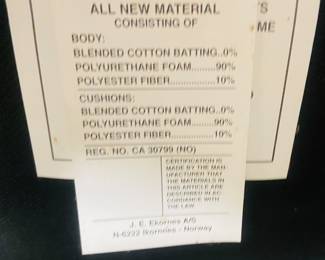 ALL NEW MATERIAL
CONSISTING OF
BODY:
BLENDED COTTON BATTING..0%
POLYURETHANE FOAM.........90%
POLYESTER FIBER...............10%
CUSHIONS:
BLENDED COTTON BATTING..0%
POLYURETHANE FOAM.........90%
POLYESTER FIBER...............10%
REG. NO. CA 30799 (NO)
CERTIFICATION IS
MADE BY THE MAN-
UFACTURER THAT
THE MATERIALS IN
THIS ARTICLE ARE
DESCRIBED IN AC
CORDANCE WITH
THE LAW.
J. E. Ekornes A/S
N-6222 Ikornnes - Norway
ME